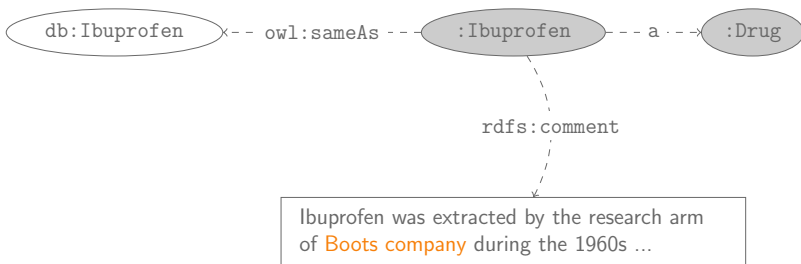 db:Ibuprofen owl:sameAs :Ibuprofen a :Drug
rdfs:comment
Ibuprofen was extracted by the research arm
of Boots company during the 1960s ...